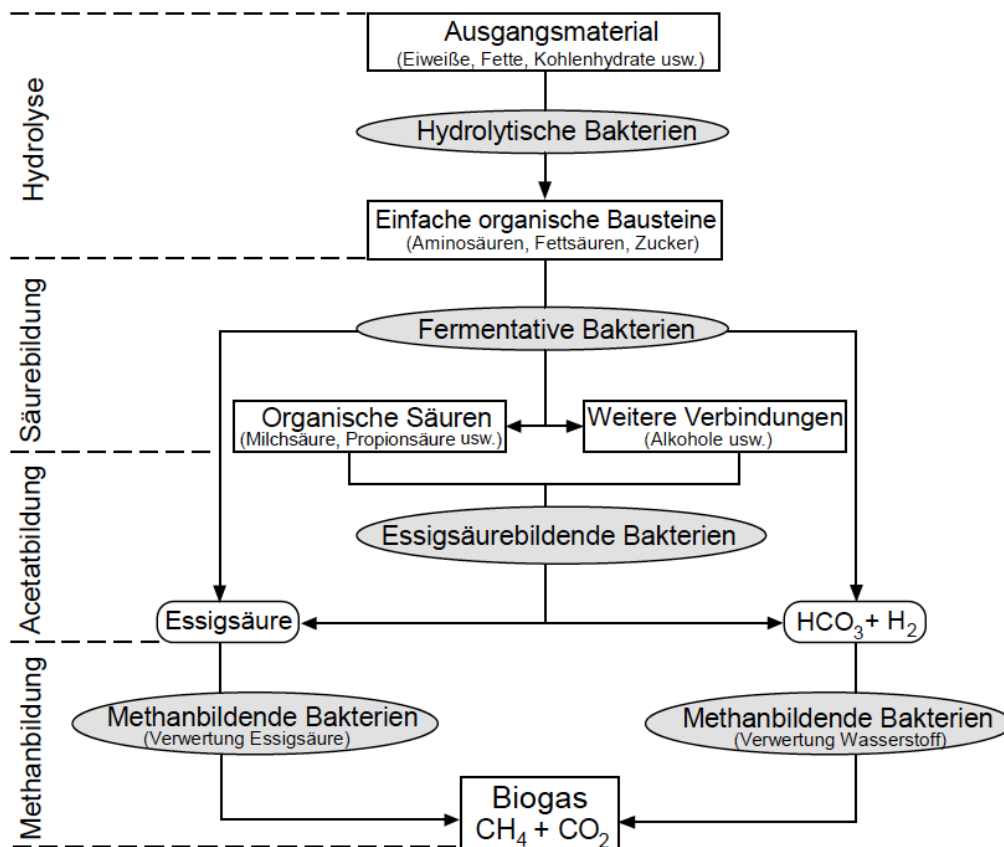 Ausgangsmaterial
(Eiweiße, Fette, Kohlenhydrate usw.)
Hydrolytische Bakterien
Hydrolyse
Einfache organische Bausteine
(Aminosäuren, Fettsäuren, Zucker)
Fermentative Bakterien
Säurebildung
Organische Säuren
(Milchsäure, Propionsäure usw.)
Weitere Verbindungen
(Alkohole usw.)
Essigsäurebildende Bakterien
Acetatbildung
Essigsäure
HCO₃ + H₂
Methanbildung
Methanbildende Bakterien
(Verwertung Essigsäure)
Methanbildende Bakterien
(Verwertung Wasserstoff)
Biogas
CH₄ + CO₂